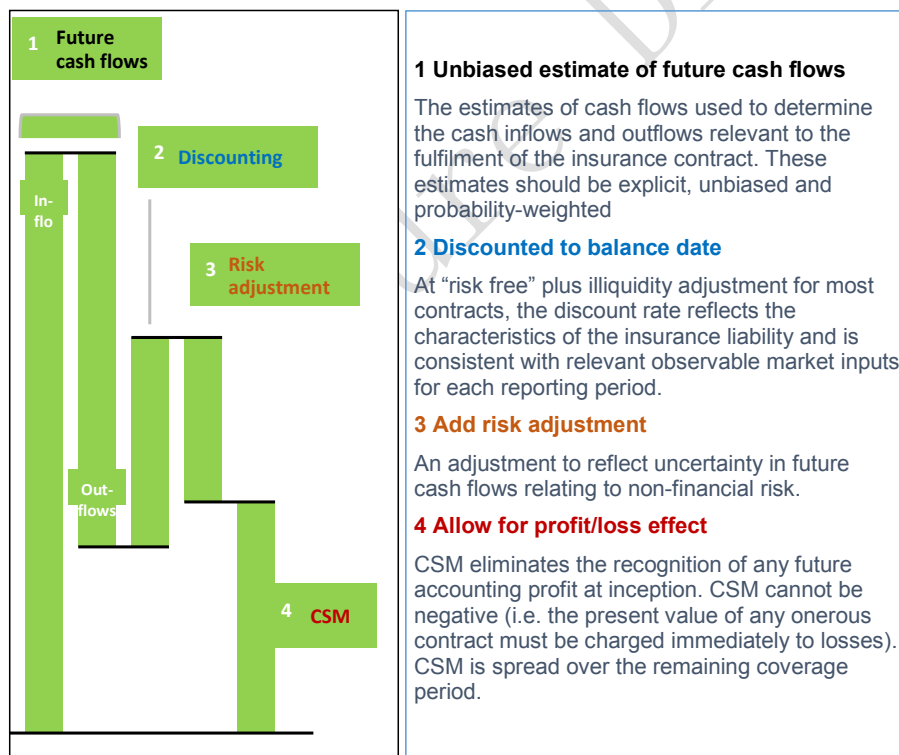 1 Future
cash flows
In-
flo
Out-
flows
2 Discounting
3 Risk
adjustment
4 CSM
1 Unbiased estimate of future cash flows
The estimates of cash flows used to determine
the cash inflows and outflows relevant to the
fulfilment of the insurance contract. These
estimates should be explicit, unbiased and
probability-weighted
2 Discounted to balance date
At “risk free” plus illiquidity adjustment for most
contracts, the discount rate reflects the
characteristics of the insurance liability and is
consistent with relevant observable market inputs
for each reporting period.
3 Add risk adjustment
An adjustment to reflect uncertainty in future
cash flows relating to non-financial risk.
4 Allow for profit/loss effect
CSM eliminates the recognition of any future
accounting profit at inception. CSM cannot be
negative (i.e. the present value of any onerous
contract must be charged immediately to losses).
CSM is spread over the remaining coverage
period.